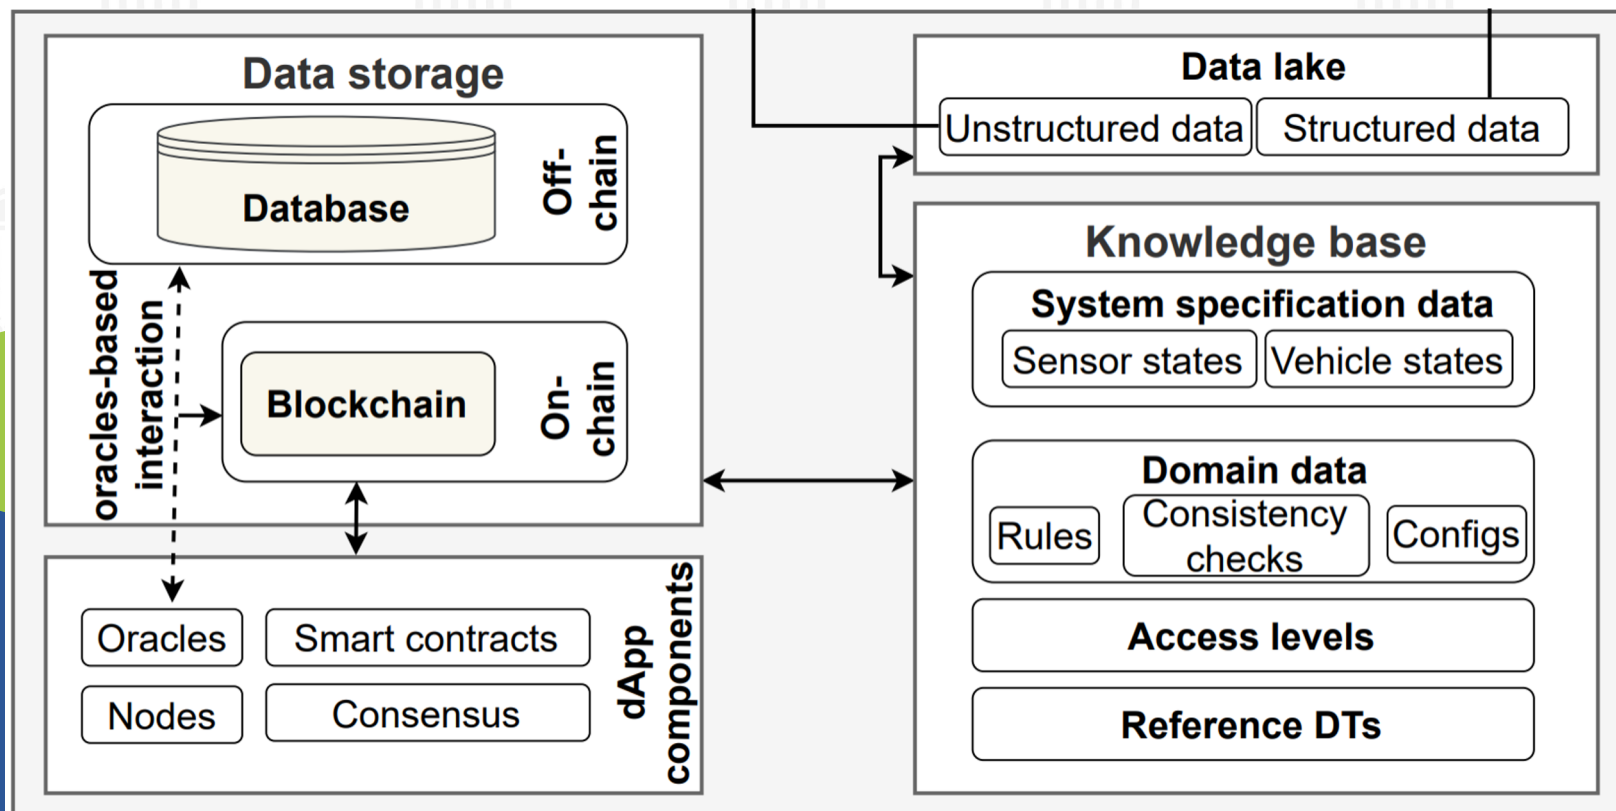 Data storage
Database
Off-
chain
oracles-based
interaction
Blockchain
On-
chain
Oracles
Smart contracts
Nodes
Consensus
dApp
components
Data lake
Unstructured data
Structured data
Knowledge base
System specification data
Sensor states
Vehicle states
Domain data
Rules
Consistency
checks
Configs
Access levels
Reference DTs